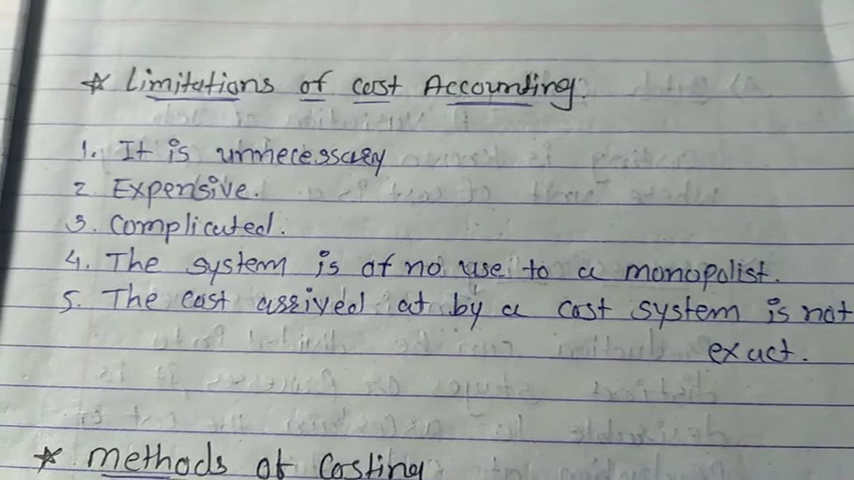 * Limitations of cost Accounting.
1. It is unnecessary
2 Expensive.
3. Complicated.
4. The system is of no use to a monopolist.
5. The cost arrived at by a cost system is not
exact.
* methods of Costing